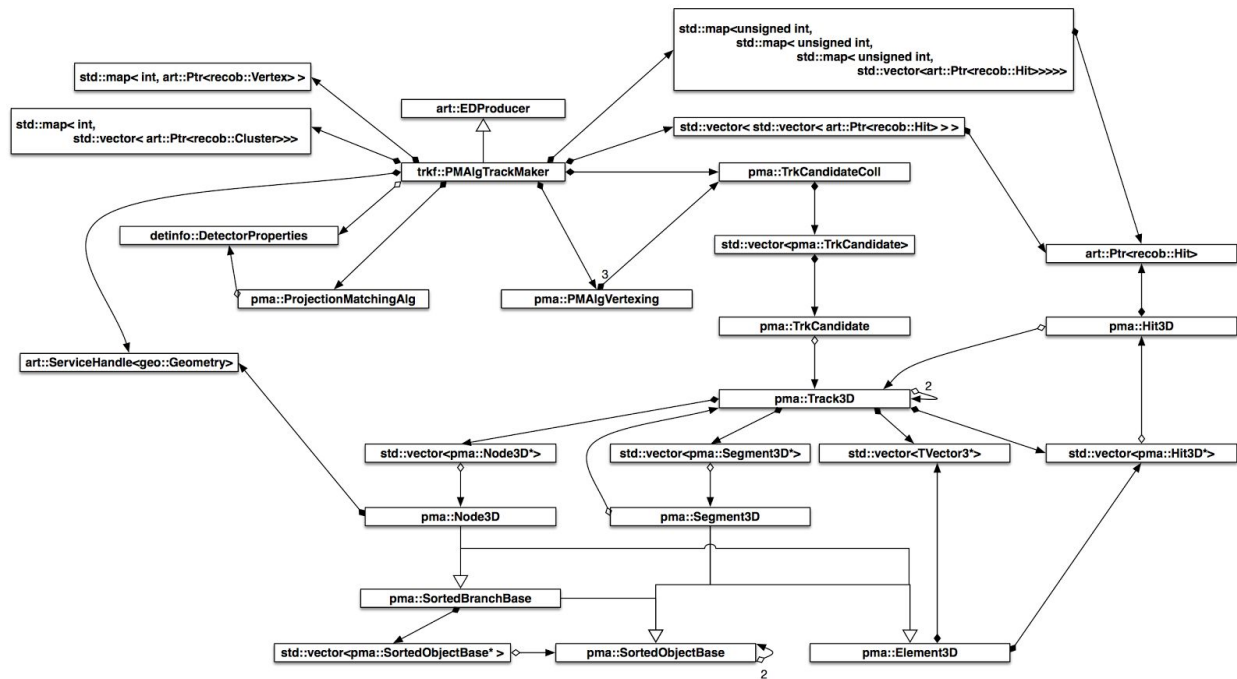 std::map<unsigned int,
std::map< unsigned int,
std::map< unsigned int,
std::vector<art::Ptr<recob::Hit>>>>>
std::map< int, art::Ptr<recob::Vertex> >
art::EDProducer
std::map< int,
std::vector< art::Ptr<recob::Cluster>>>
std::vector< std::vector< art::Ptr<recob::Hit> > >
trkf::PMAlgTrackMaker
pma::TrkCandidateColl
detinfo::DetectorProperties
std::vector<pma::TrkCandidate>
art::Ptr<recob::Hit>
3
pma::ProjectionMatchingAlg
pma::PMAlgVertexing
pma::TrkCandidate
pma::Hit3D
art::ServiceHandle<geo::Geometry>
2
pma::Track3D
std::vector<pma::Node3D*>
std::vector<pma::Segment3D*>
std::vector<TVector3*>
std::vector<pma::Hit3D*>
pma::Node3D
pma::Segment3D
pma::SortedBranchBase
std::vector<pma::SortedObjectBase* >
pma::SortedObjectBase
pma::Element3D
2